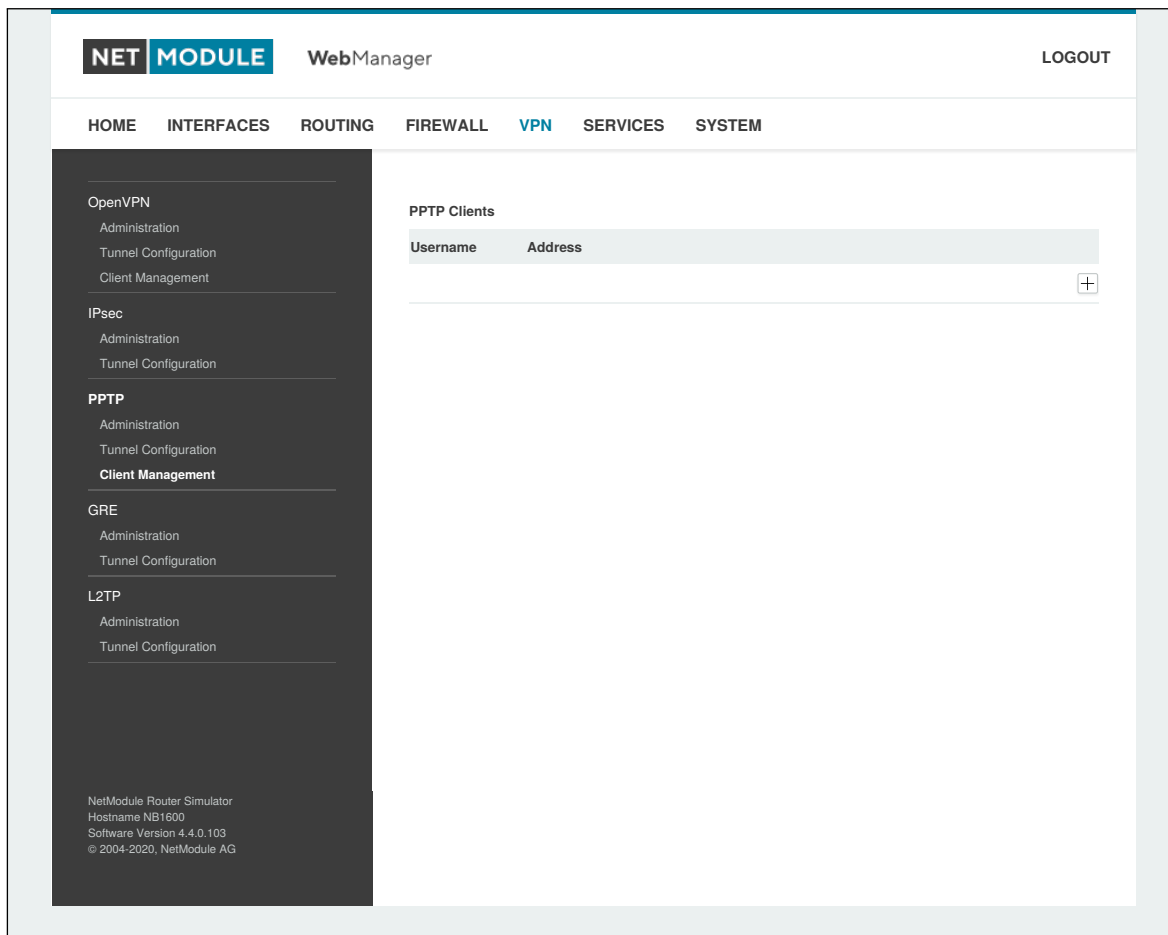 NET MODULE WebManager LOGOUT
HOME INTERFACES ROUTING FIREWALL VPN SERVICES SYSTEM
OpenVPN
Administration
Tunnel Configuration
Client Management
IPsec
Administration
Tunnel Configuration
PPTP
Administration
Tunnel Configuration
Client Management
GRE
Administration
Tunnel Configuration
L2TP
Administration
Tunnel Configuration
NetModule Router Simulator
Hostname NB1600
Software Version 4.4.0.103
© 2004-2020, NetModule AG
PPTP Clients
Username Address